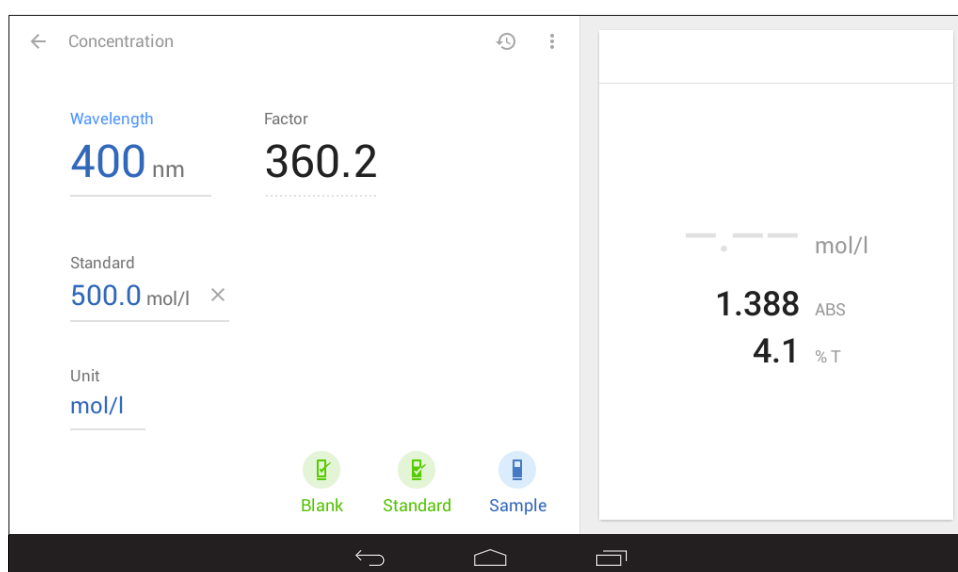 Concentration
Wavelength
400 nm
Factor
360.2
Standard
500.0 mol/l
Unit
mol/l
Blank
Standard
Sample
–.–– mol/l
1.388 ABS
4.1 % T